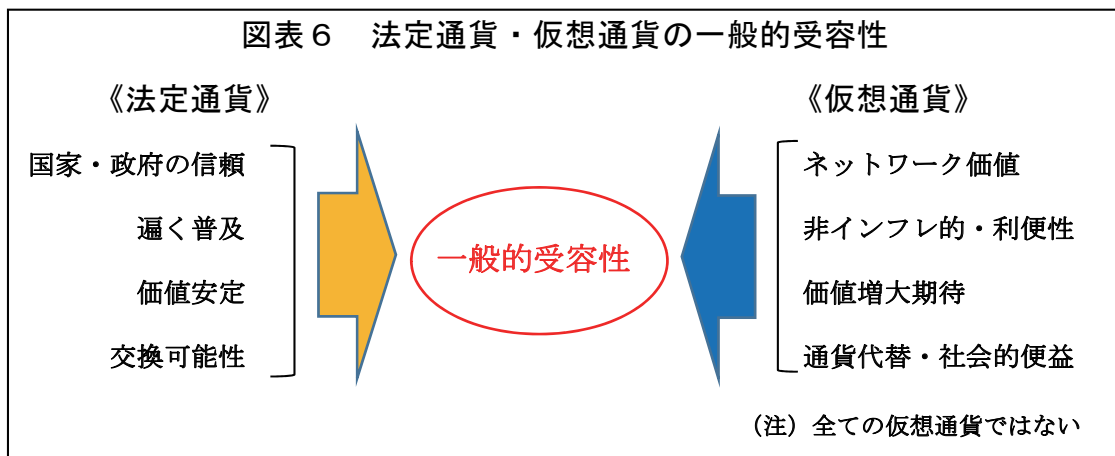 図表６　法定通貨・仮想通貨の一般的受容性
《法定通貨》
国家・政府の信頼
遍く普及
価値安定
交換可能性
一般的受容性
《仮想通貨》
ネットワーク価値
非インフレ的・利便性
価値増大期待
通貨代替・社会的便益
（注）全ての仮想通貨ではない